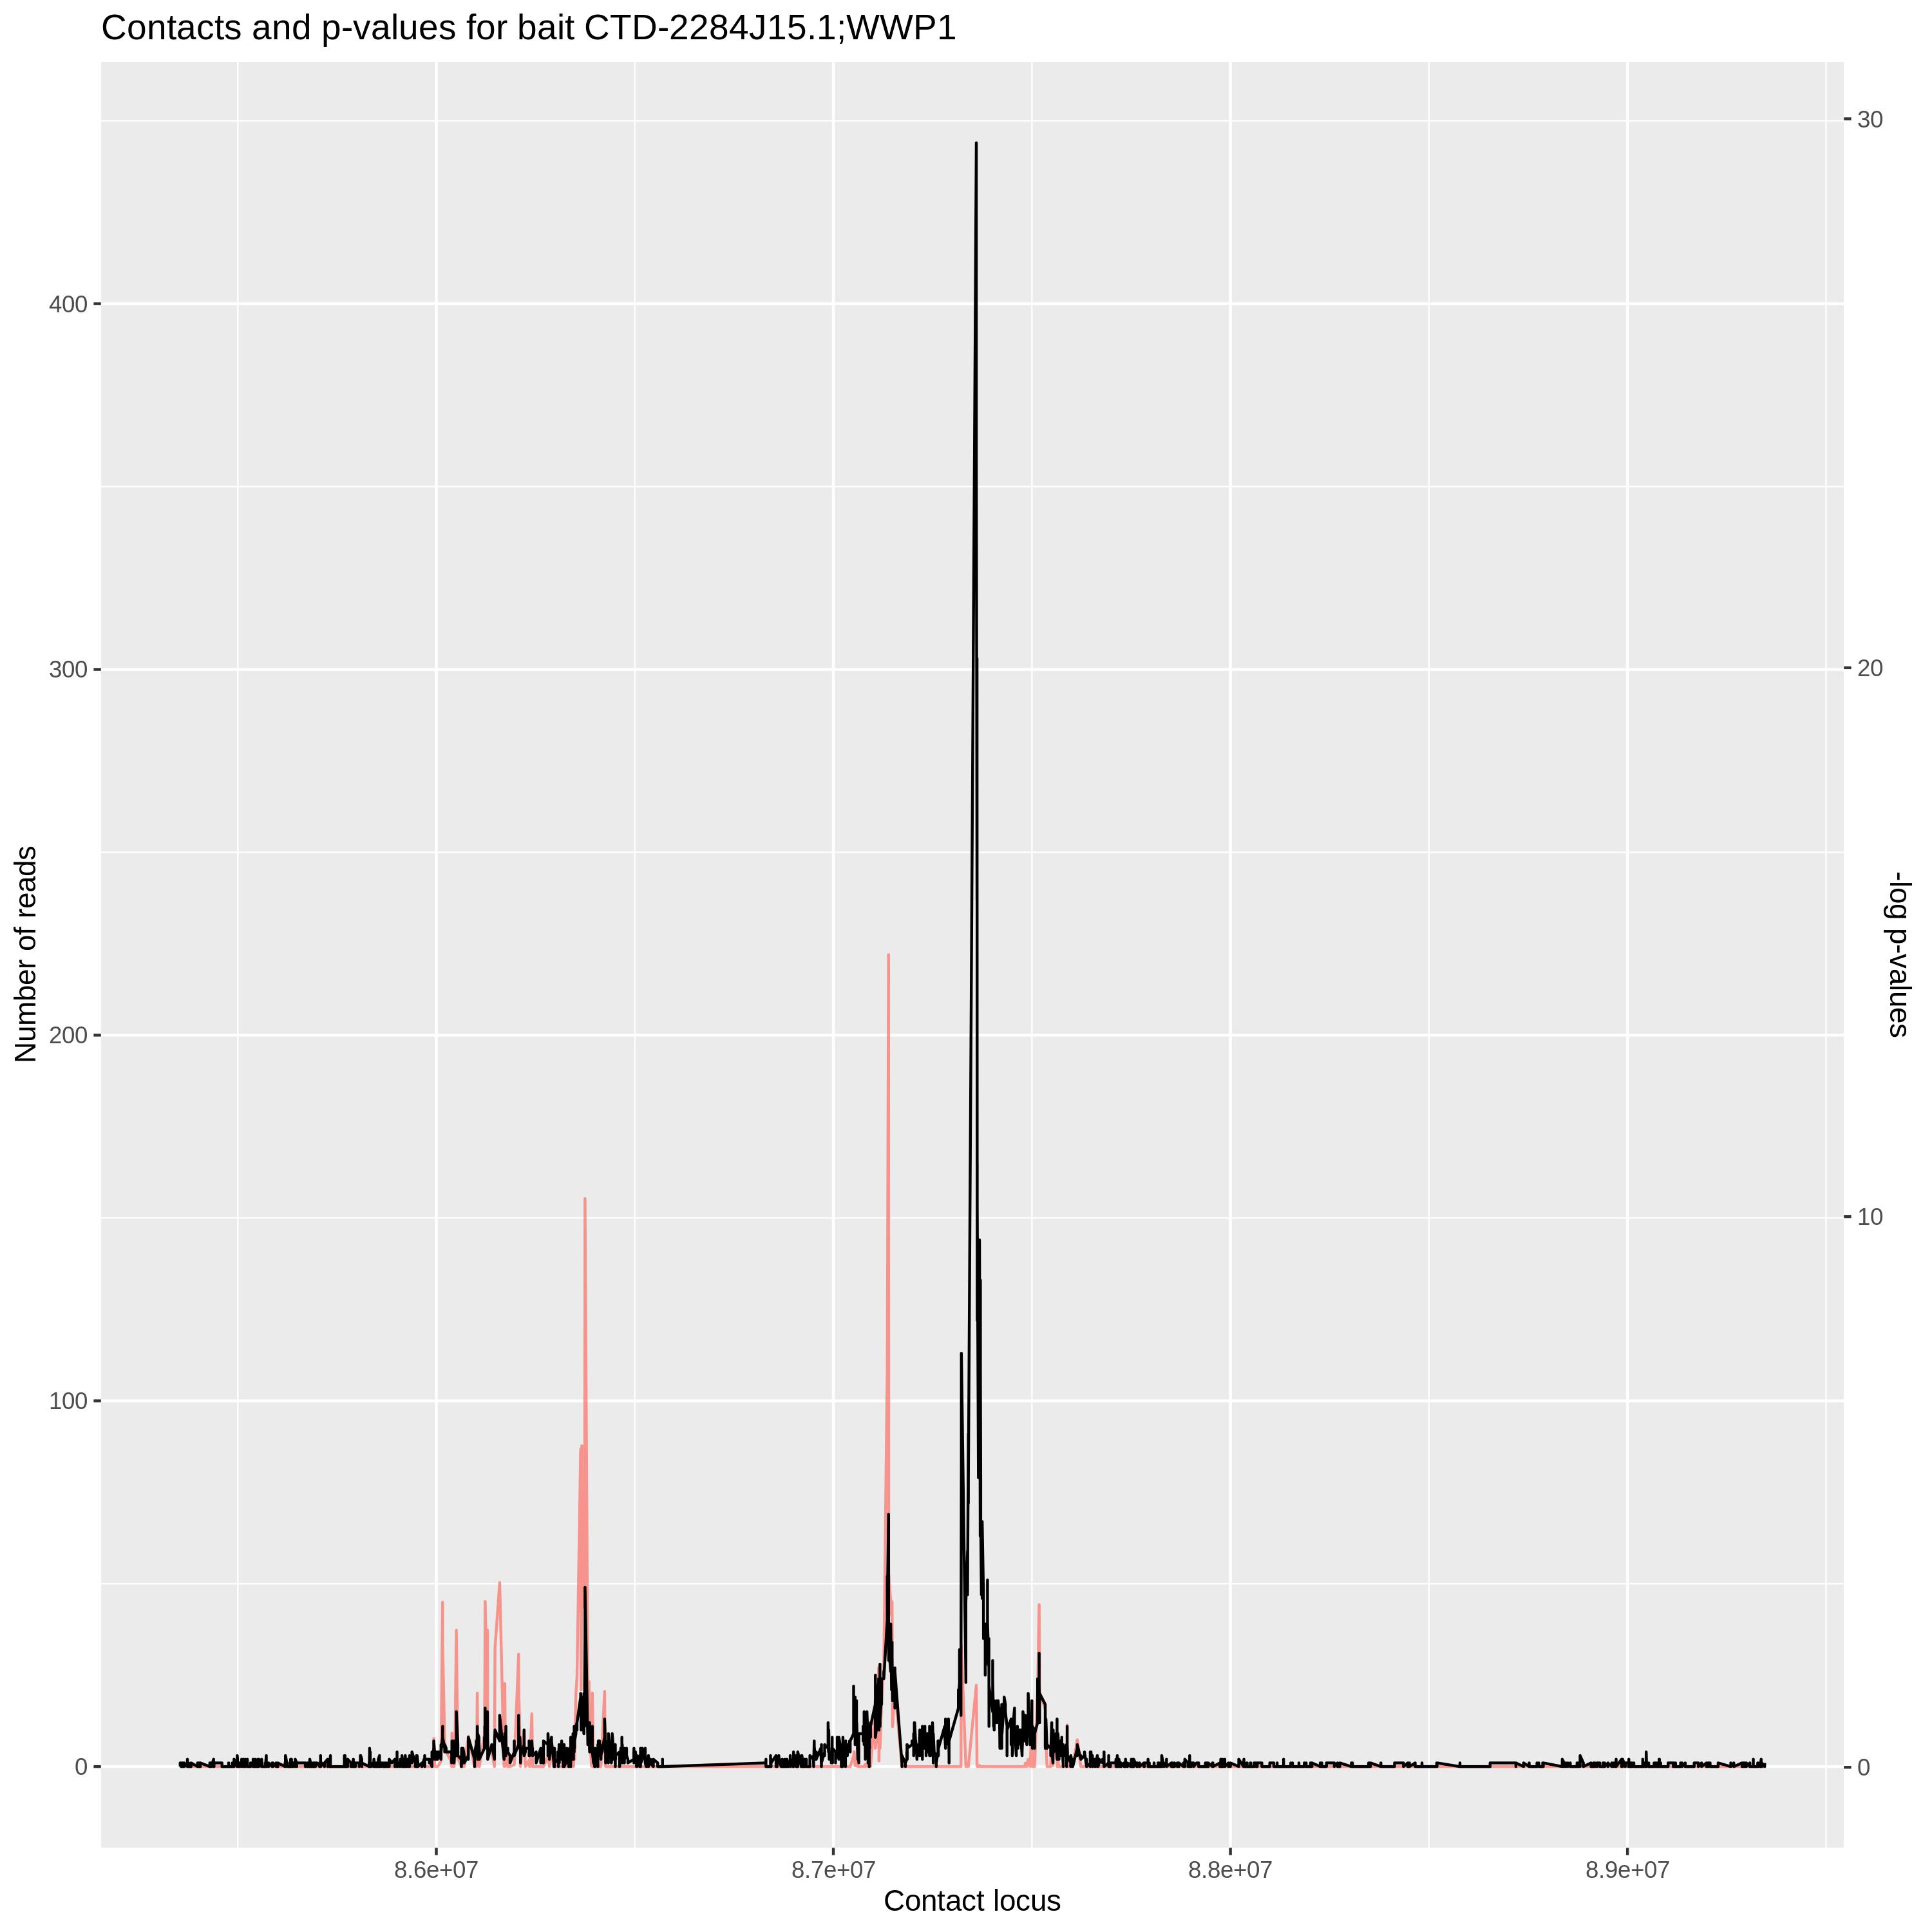 Contacts and p-values for bait CTD-2284J15.1;WWP1
400
300
200
100
0
Number of reads
30
20
10
0
-log p-values
8.6e+07
8.7e+07
8.8e+07
8.9e+07
Contact locus